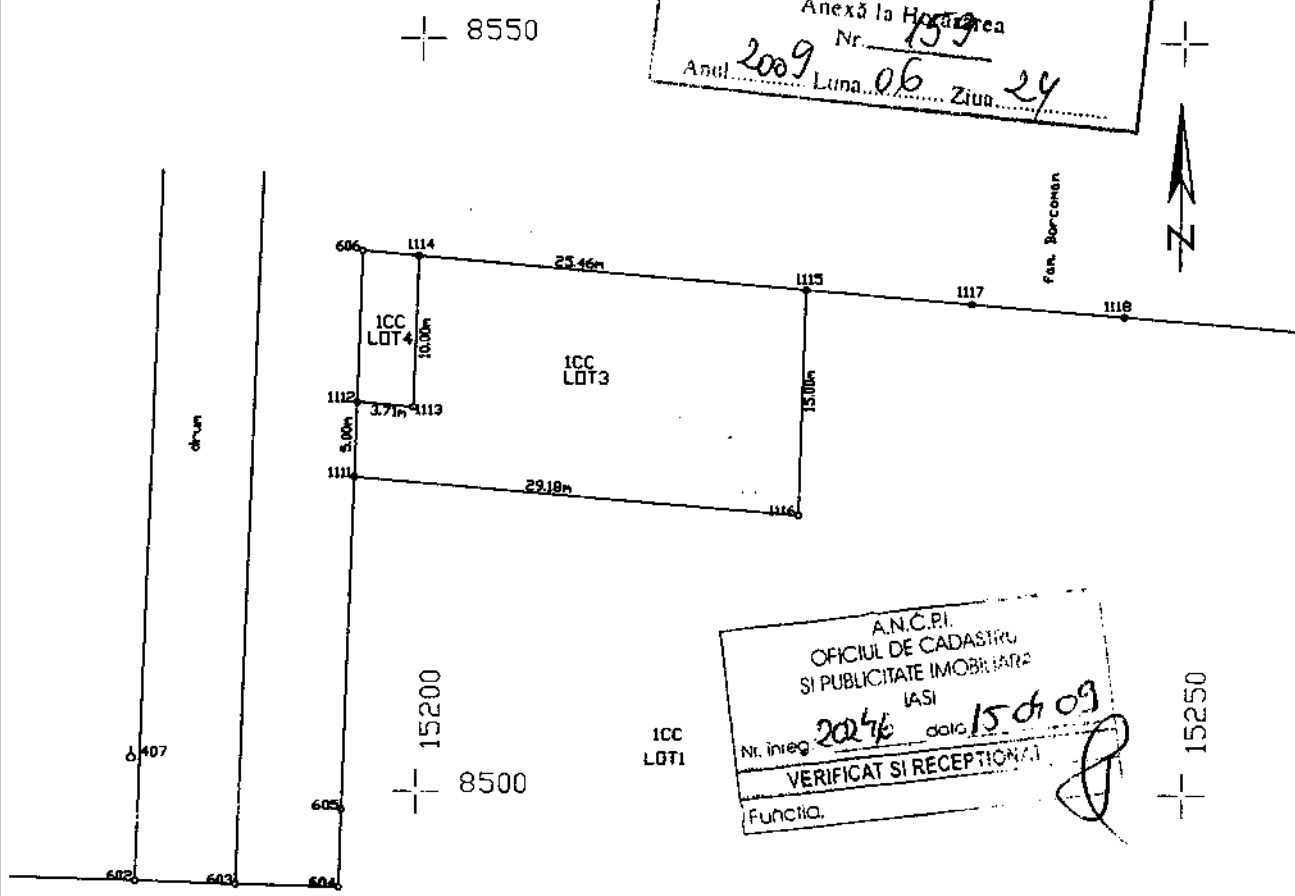 Anexă la Hotărârea
Nr. 159
Anul 2009 Luna 06 Ziua 24
8550
fam. Borcoman
606
1114
25.46m
1115
1117
1118
1CC
LOT4
10.00m
1CC
LOT3
15.00m
1112
3.71m
1113
drum
5.00m
1111
29.18m
1116
A.N.C.P.I.
OFICIUL DE CADASTRU
SI PUBLICITATE IMOBILIARA
IASI
Nr. inreg. data 15 09
VERIFICAT SI RECEPTIONAT
Functia,
15200
1CC
LOT1
15250
407
8500
605
602
603
604
N